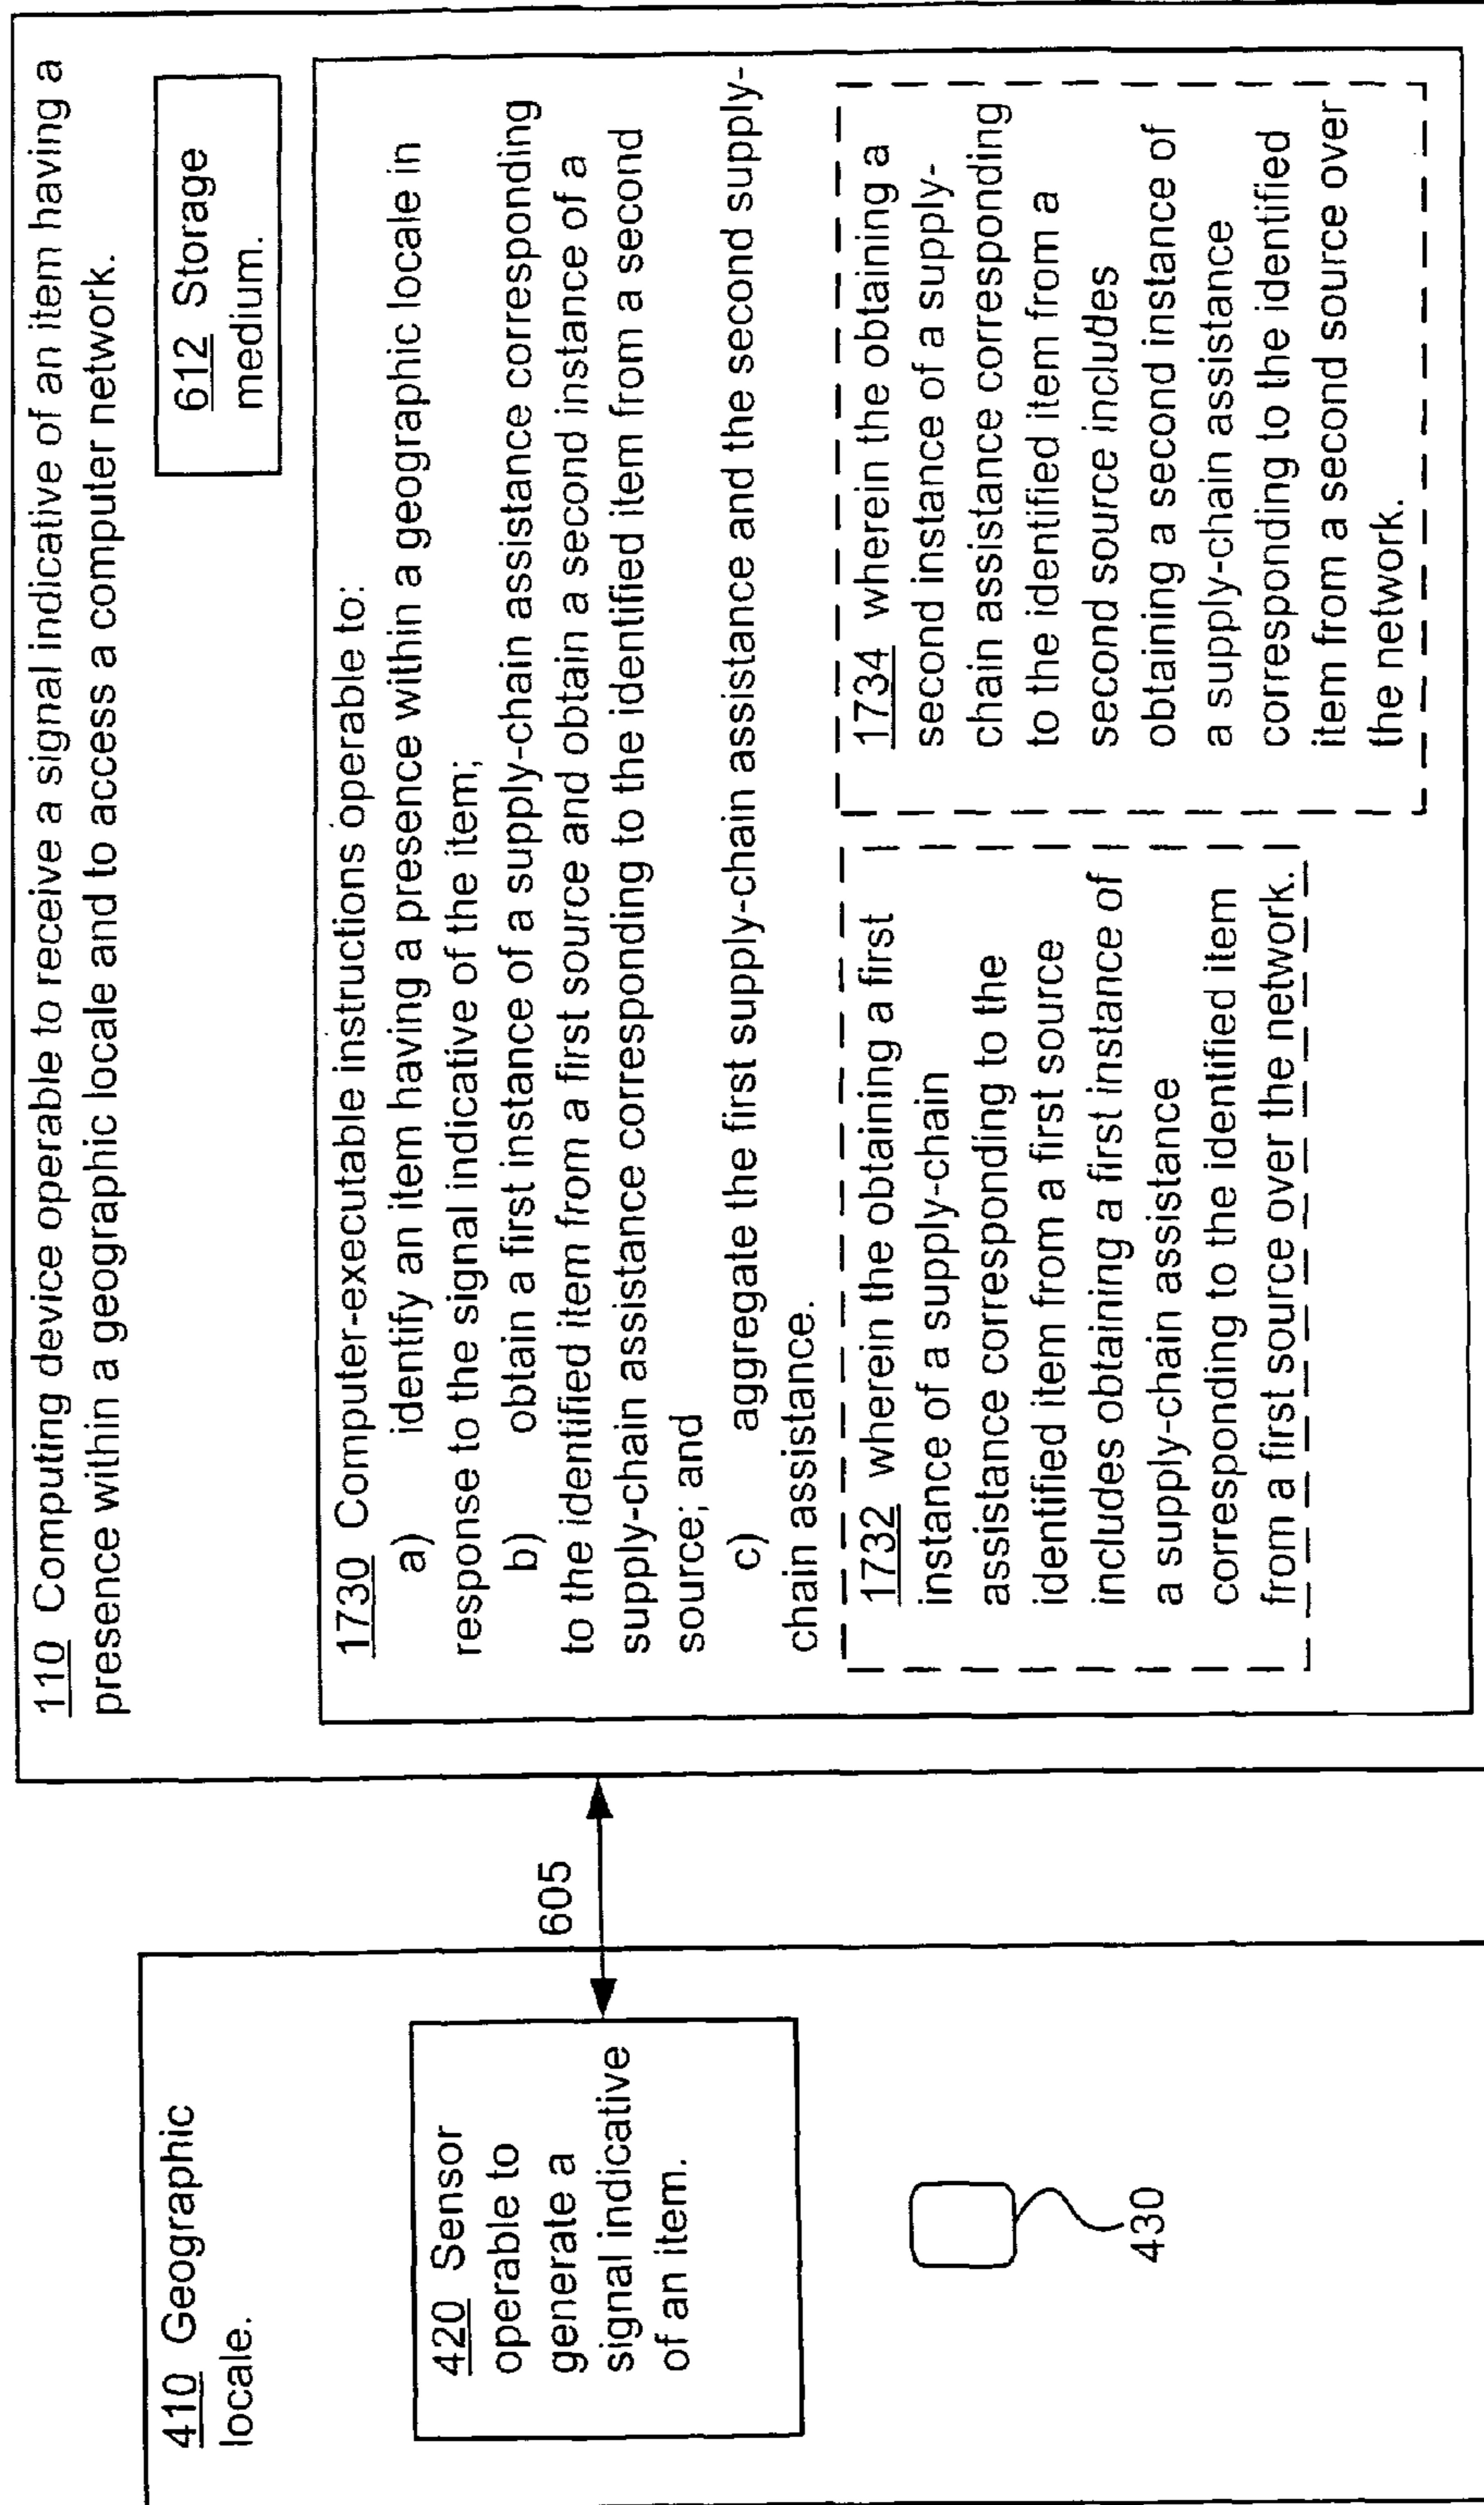 410 Geographic
locale.
420 Sensor
operable to
generate a
signal indicative
of an item.
430
605
110 Computing device operable to receive a signal indicative of an item having a
presence within a geographic locale and to access a computer network.
612 Storage
medium.
1730 Computer-executable instructions operable to:
a) identify an item having a presence within a geographic locale in
response to the signal indicative of the item;
b) obtain a first instance of a supply-chain assistance corresponding
to the identified item from a first source and obtain a second instance of a
supply-chain assistance corresponding to the identified item from a second
source; and
c) aggregate the first supply-chain assistance and the second supply-
chain assistance.
1732 wherein the obtaining a first
instance of a supply-chain
assistance corresponding to the
identified item from a first source
includes obtaining a first instance of
a supply-chain assistance
corresponding to the identified item
from a first source over the network.
1734 wherein the obtaining a
second instance of a supply-
chain assistance corresponding
to the identified item from a
second source includes
obtaining a second instance of
a supply-chain assistance
corresponding to the identified
item from a second source over
the network.